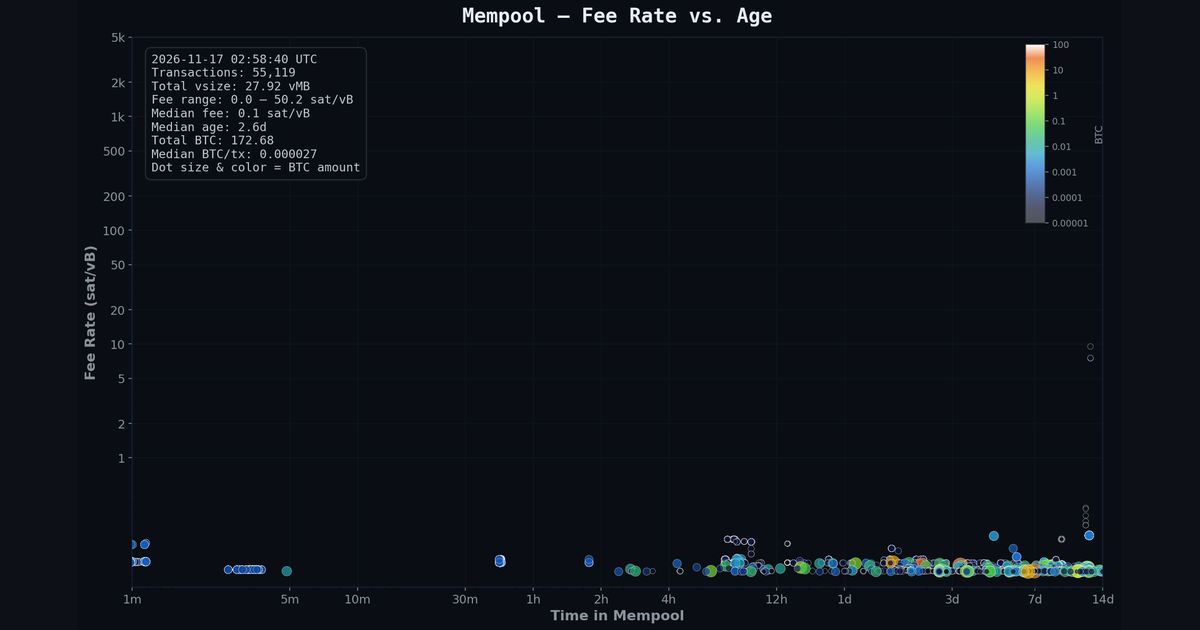 Mempool — Fee Rate vs. Age
2026-11-17 02:58:40 UTC
Transactions: 55,119
Total vsize: 27.92 vMB
Fee range: 0.0 – 50.2 sat/vB
Median fee: 0.1 sat/vB
Median age: 2.6d
Total BTC: 172.68
Median BTC/tx: 0.000027
Dot size & color = BTC amount
100
10
1
0.1
0.01
0.001
0.0001
0.00001
BTC
5k
2k
1k
500
200
100
50
20
10
5
2
1
Fee Rate (sat/vB)
1m 5m 10m 30m 1h 2h 4h 12h 1d 3d 7d 14d
Time in Mempool